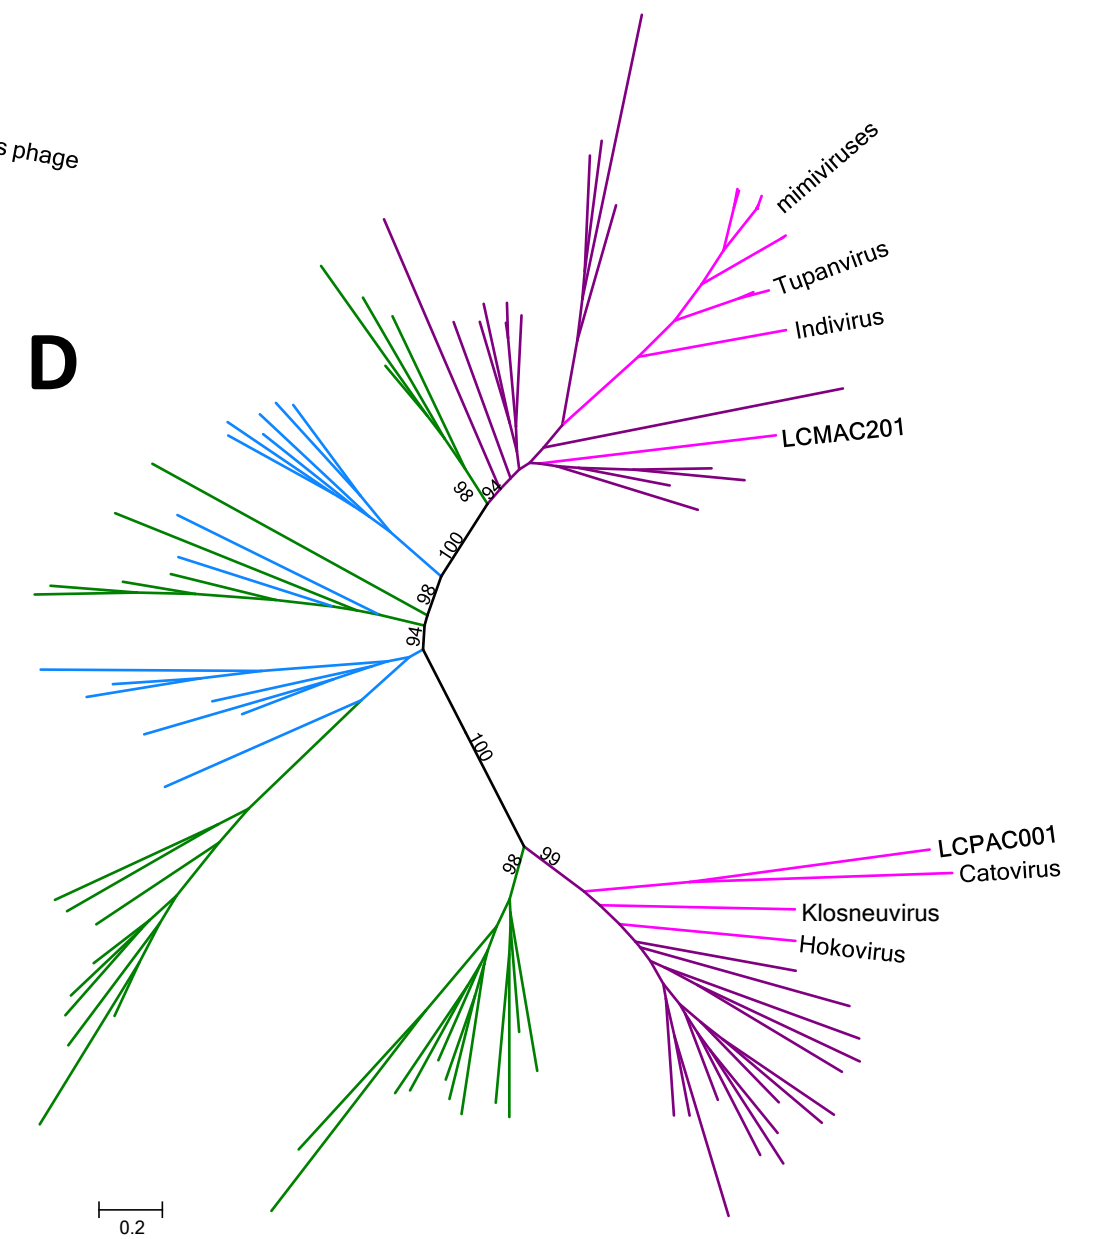 s phage
mimiviruses
Tupanvirus
Indivirus
D
LCMAC201
98
94
100
98
94
100
LCPAC001
99
98
Catovirus
Klosneuvirus
Hokovirus
0.2